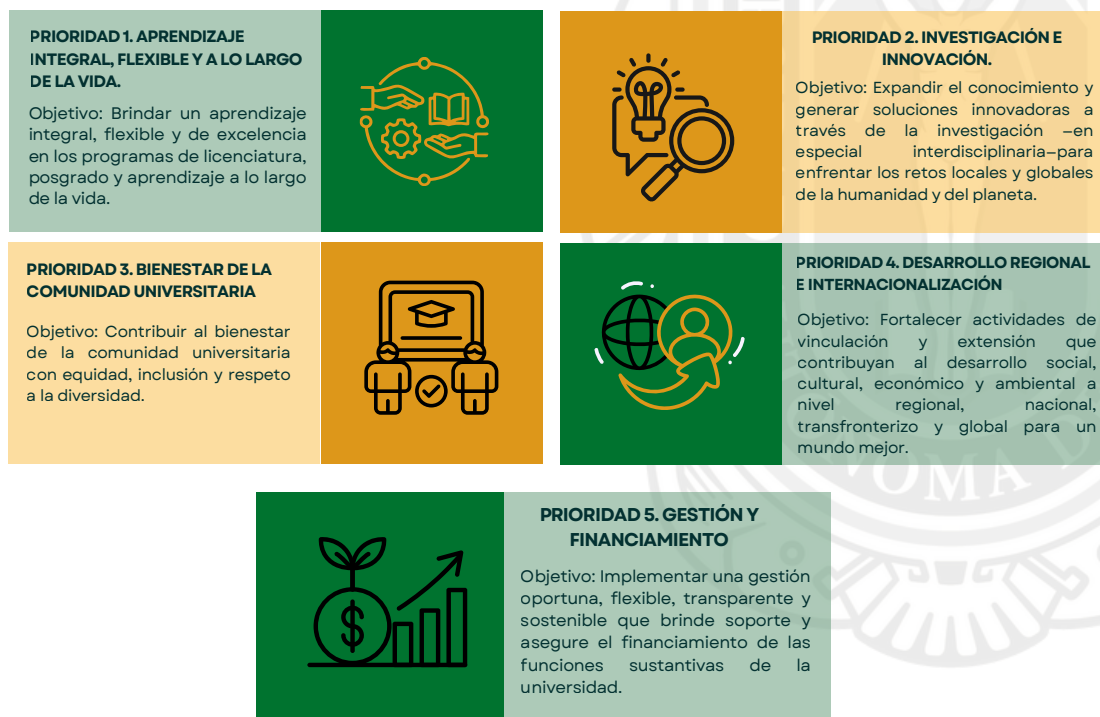 PRIORIDAD 1. APRENDIZAJE
INTEGRAL, FLEXIBLE Y A LO LARGO
DE LA VIDA.
Objetivo: Brindar un aprendizaje
integral, flexible y de excelencia
en los programas de licenciatura,
posgrado y aprendizaje a lo largo
de la vida.
PRIORIDAD 2. INVESTIGACIÓN E
INNOVACIÓN.
Objetivo: Expandir el conocimiento y
generar soluciones innovadoras a
través de la investigación —en
especial interdisciplinaria—para
enfrentar los retos locales y globales
de la humanidad y del planeta.
PRIORIDAD 3. BIENESTAR DE LA
COMUNIDAD UNIVERSITARIA
Objetivo: Contribuir al bienestar
de la comunidad universitaria
con equidad, inclusión y respeto
a la diversidad.
PRIORIDAD 4. DESARROLLO REGIONAL
E INTERNACIONALIZACIÓN
Objetivo: Fortalecer actividades de
vinculación y extensión que
contribuyan al desarrollo social,
cultural, económico y ambiental a
nivel regional, nacional,
transfronterizo y global para un
mundo mejor.
PRIORIDAD 5. GESTIÓN Y
FINANCIAMIENTO
$
Objetivo: Implementar una gestión
oportuna, flexible, transparente y
sostenible que brinde soporte y
asegure el financiamiento de las
funciones sustantivas de la
universidad.